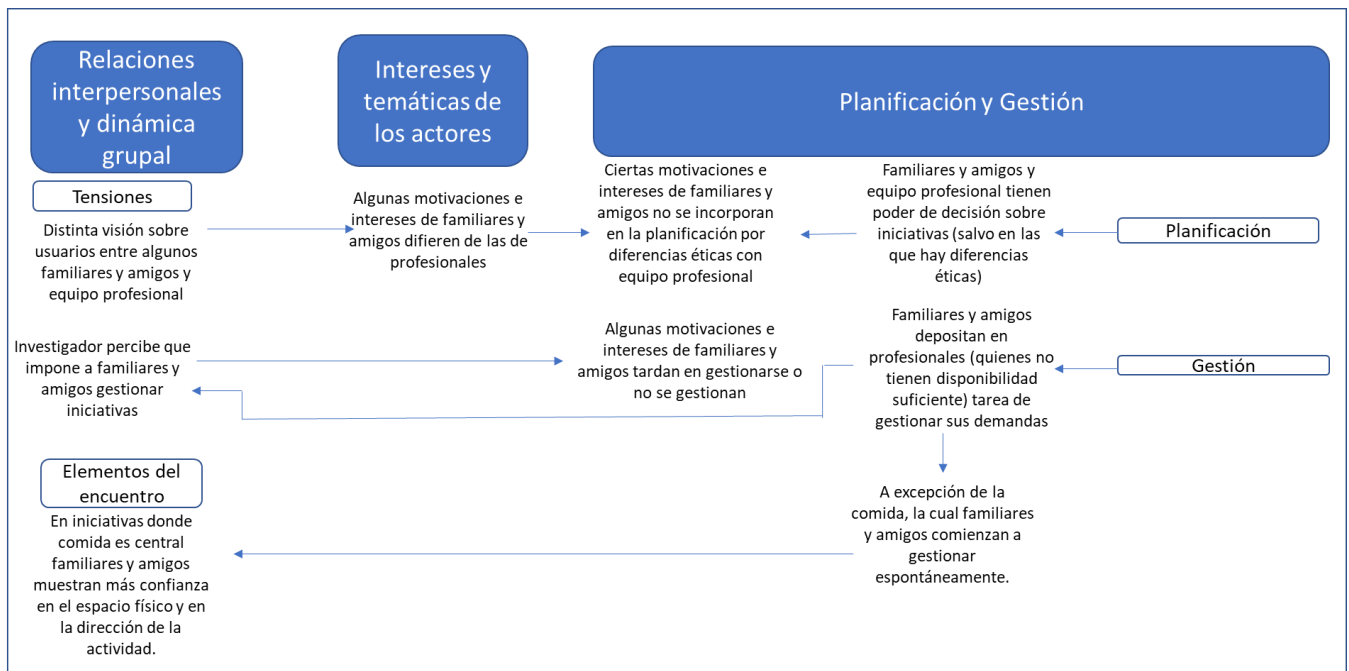 Relaciones
interpersonales
y dinámica
grupal
Intereses y
temáticas de
los actores
Planificación y Gestión
Tensiones
Distinta visión sobre
usuarios entre algunos
familiares y amigos y
equipo profesional
Algunas motivaciones e
intereses de familiares y
amigos difieren de las de
profesionales
Ciertas motivaciones e
intereses de familiares y
amigos no se incorporan
en la planificación por
diferencias éticas con
equipo profesional
Familiares y amigos y
equipo profesional tienen
poder de decisión sobre
iniciativas (salvo en las
que hay diferencias
éticas)
Planificación
Investigador percibe que
impone a familiares y
amigos gestionar
iniciativas
Algunas motivaciones e
intereses de familiares y
amigos tardan en gestionarse o
no se gestionan
Familiares y amigos
depositan en
profesionales (quienes no
tienen disponibilidad
suficiente) tarea de
gestionar sus demandas
Gestión
Elementos del
encuentro
En iniciativas donde
comida es central
familiares y amigos
muestran más confianza
en el espacio físico y en
la dirección de la
actividad.
A excepción de la
comida, la cual familiares
y amigos comienzan a
gestionar
espontáneamente.